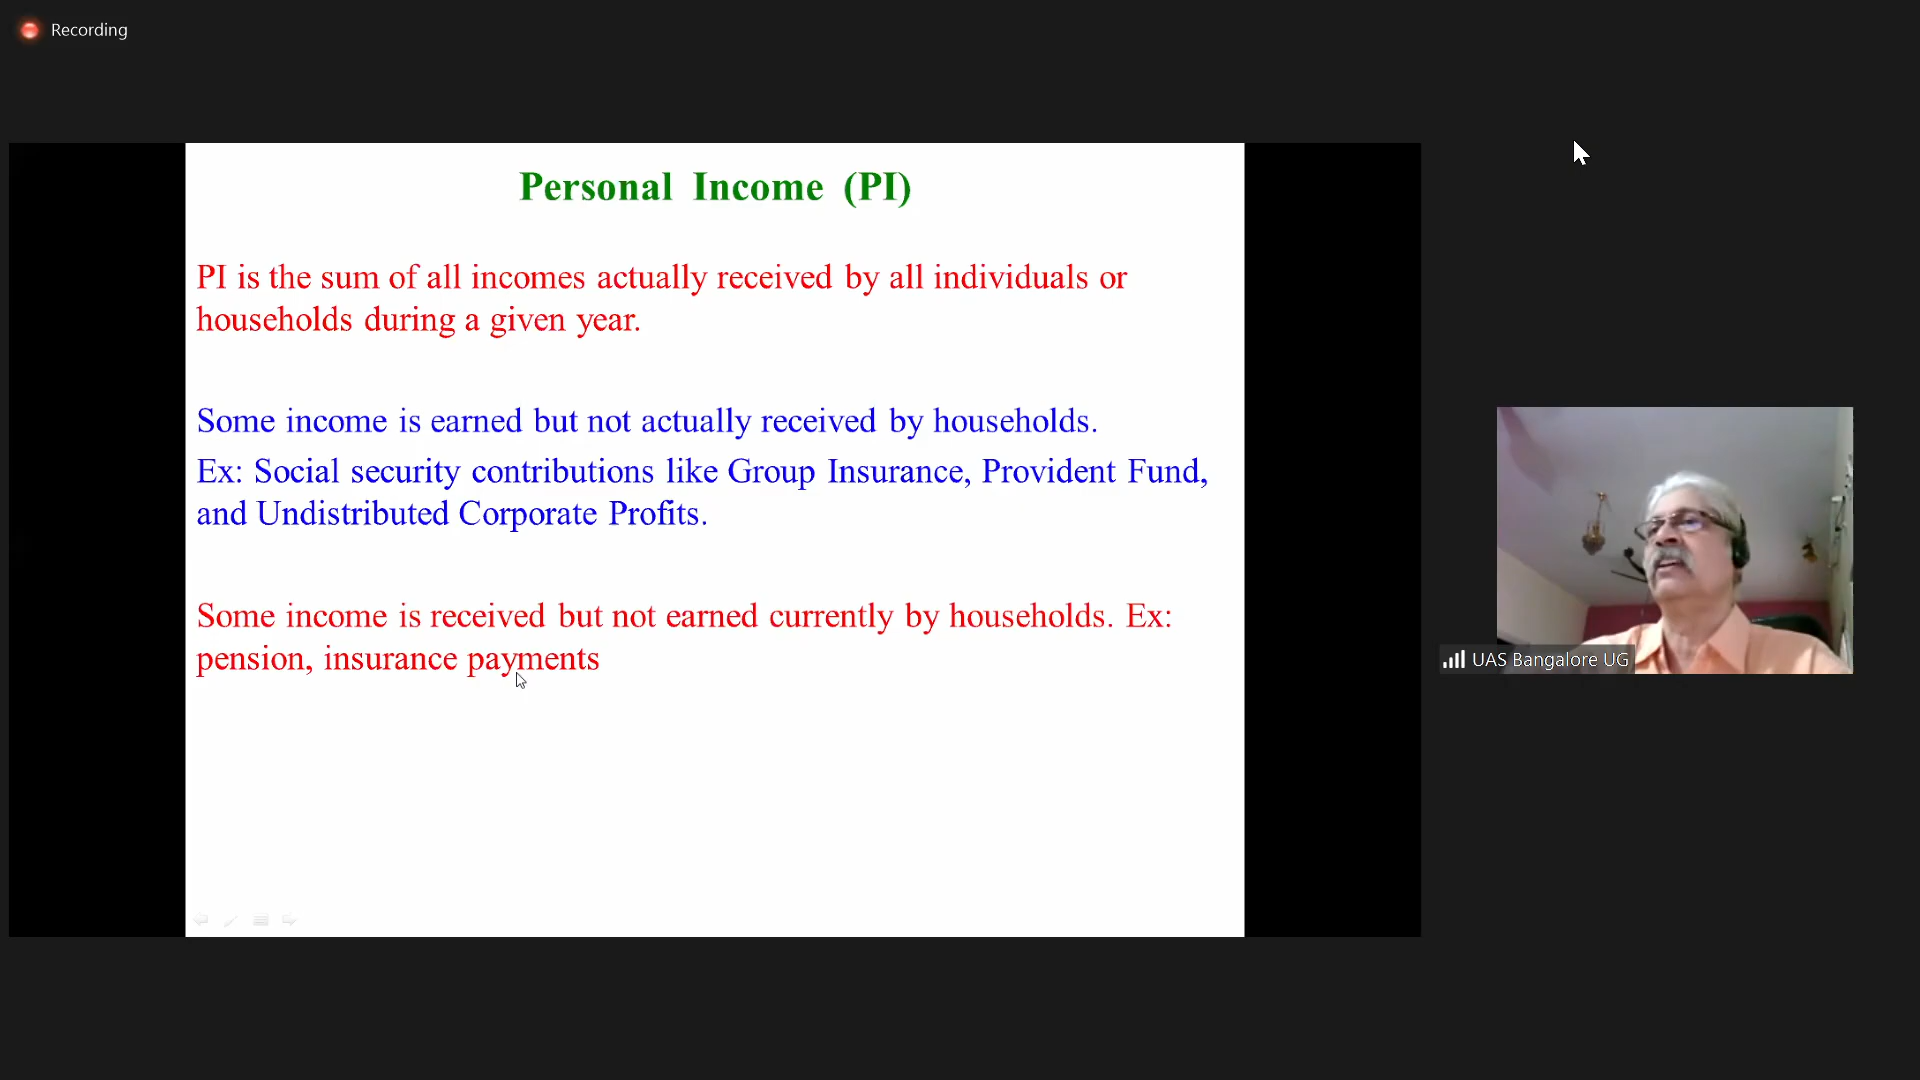 Recording
Personal Income (PI)
PI is the sum of all incomes actually received by all individuals or
households during a given year.
Some income is earned but not actually received by households.
Ex: Social security contributions like Group Insurance, Provident Fund,
and Undistributed Corporate Profits.
Some income is received but not earned currently by households. Ex:
pension, insurance payments
UAS Bangalore UG